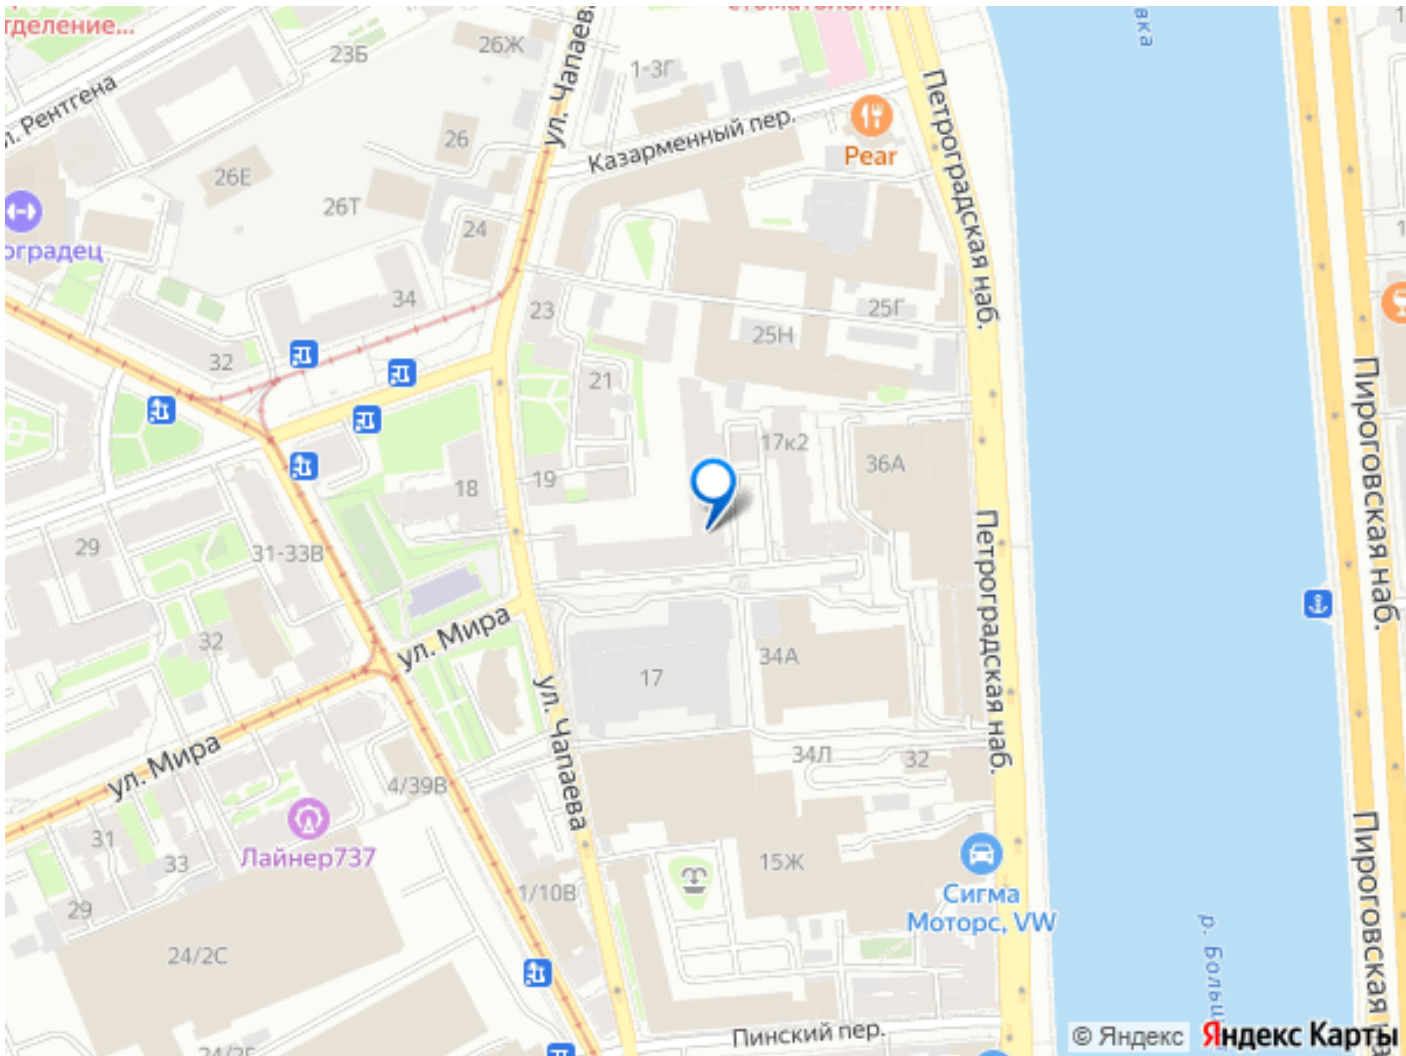 тделение...
стоматологии
ул. Чапаева
26Ж
23Б
1-3Г
Петроградская наб.
вка
л. Рентгена
Казарменный пер.
Pear
26
26Е
26Т
24
оградец
34
23
25Г
25Н
32
21
Пироговская наб.
17к2
36А
19
18
Петроградская наб.
29
31-33В
ул. Мира
32
34А
17
ул. Чапаева
ул. Мира
34Л
32
4/39В
Пироговская
31
33
Лайнер737
15Ж
Сигма
Моторс, VW
1/10В
29
р. Больш
24/2С
Пинский пер.
© Яндекс
Яндекс Карты